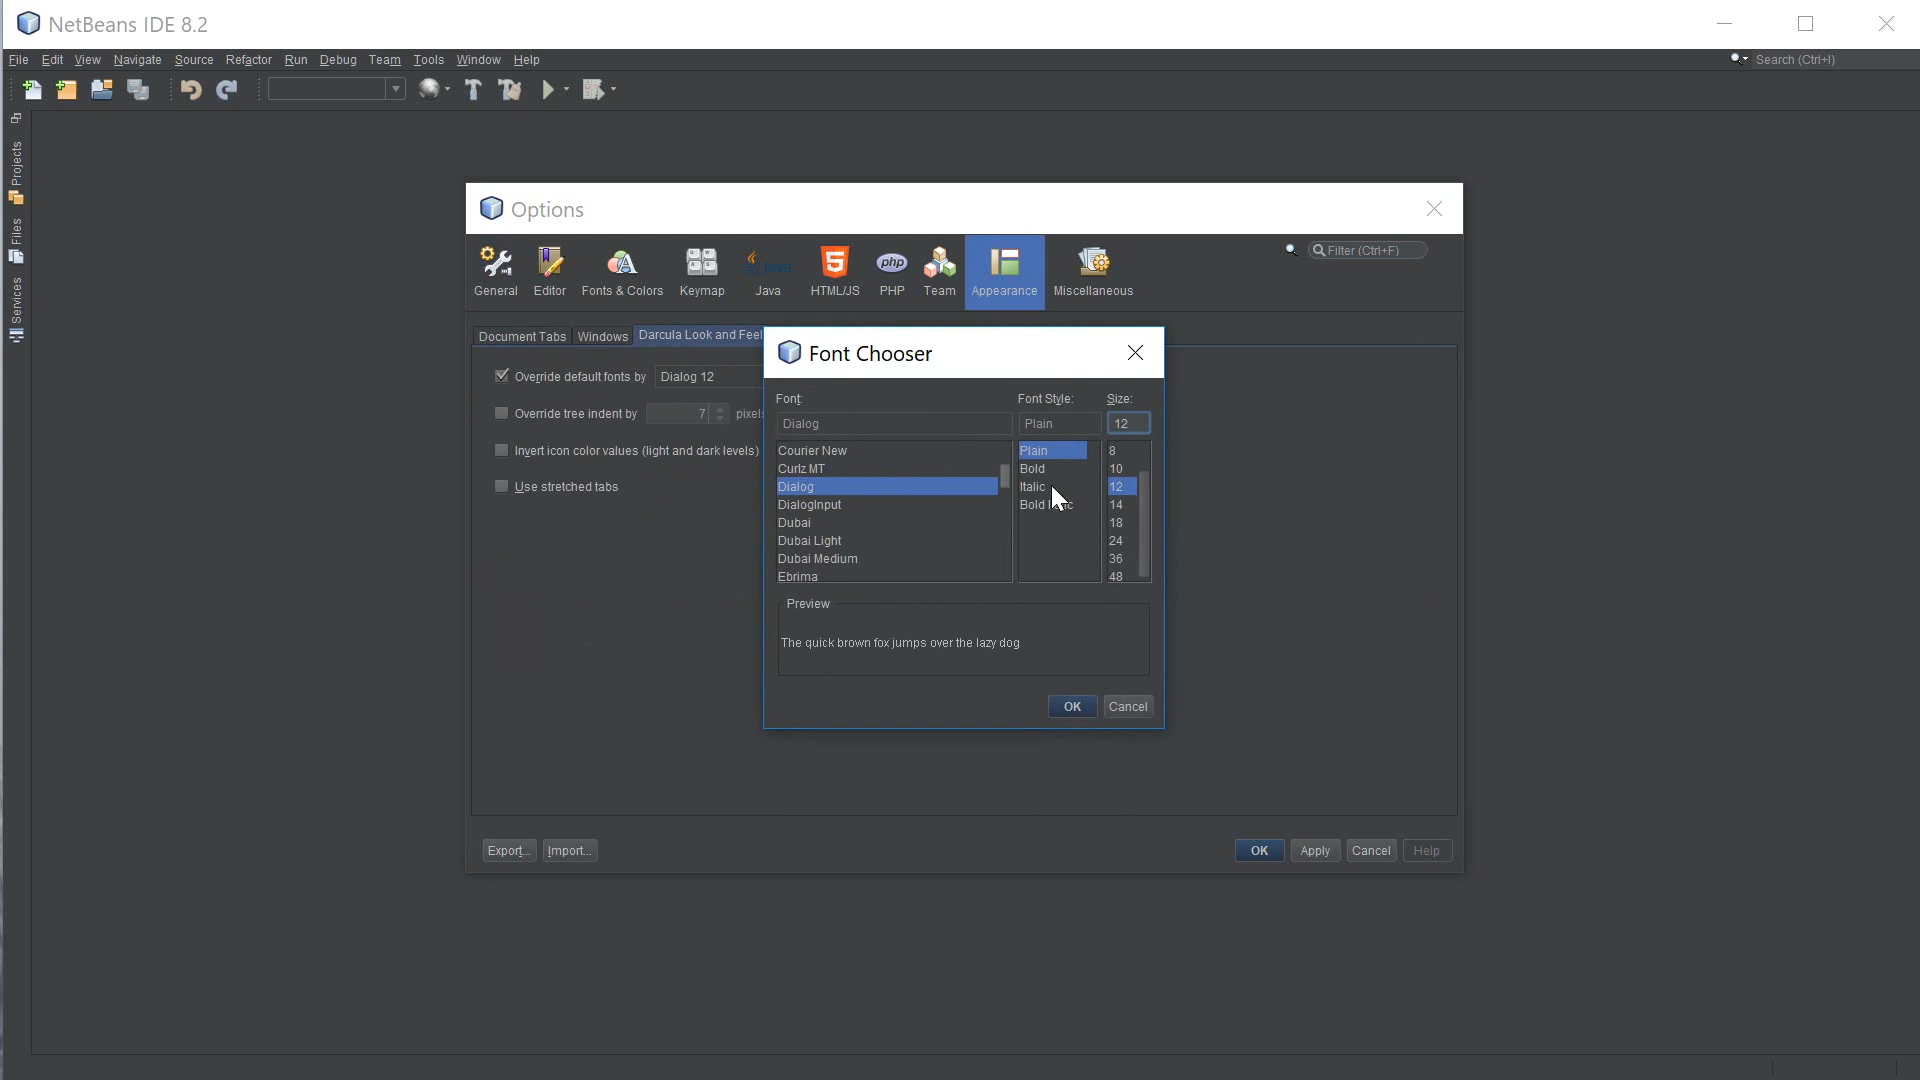 NetBeans IDE 8.2
File Edit View Navigate Source Refactor Run Debug Team Tools Window Help
Search (Ctrl+I)
Projects
Files
Services
Options
General Editor Fonts & Colors Keymap Java HTML/JS PHP Team Appearance Miscellaneous
Filter (Ctrl+F)
Document Tabs Windows Darcula Look and Feel
Override default fonts by Dialog 12
Override tree indent by 7 pixels
Invert icon color values (light and dark levels)
Use stretched tabs
Font Chooser
Font: Font Style: Size:
Dialog Plain 12
Courier New Plain 8
Curlz MT Bold 10
Dialog Italic 12
DialogInput Bold 14
Dubai 18
Dubai Light 24
Dubai Medium 36
Ebrima 48
Preview
The quick brown fox jumps over the lazy dog
OK Cancel
Export... Import... OK Apply Cancel Help